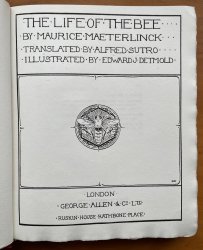 THE·LIFE·OF·THE·BEE·
·BY·MAURICE·MAETERLINCK·
·TRANSLATED·BY·ALFRED·SUTRO·
·ILLUSTRATED·BY·EDWARD·J·DETMOLD·
·LONDON·
·GEORGE·ALLEN·&·Cº·LTD·
·RUSKIN·HOUSE·RATHBONE·PLACE·